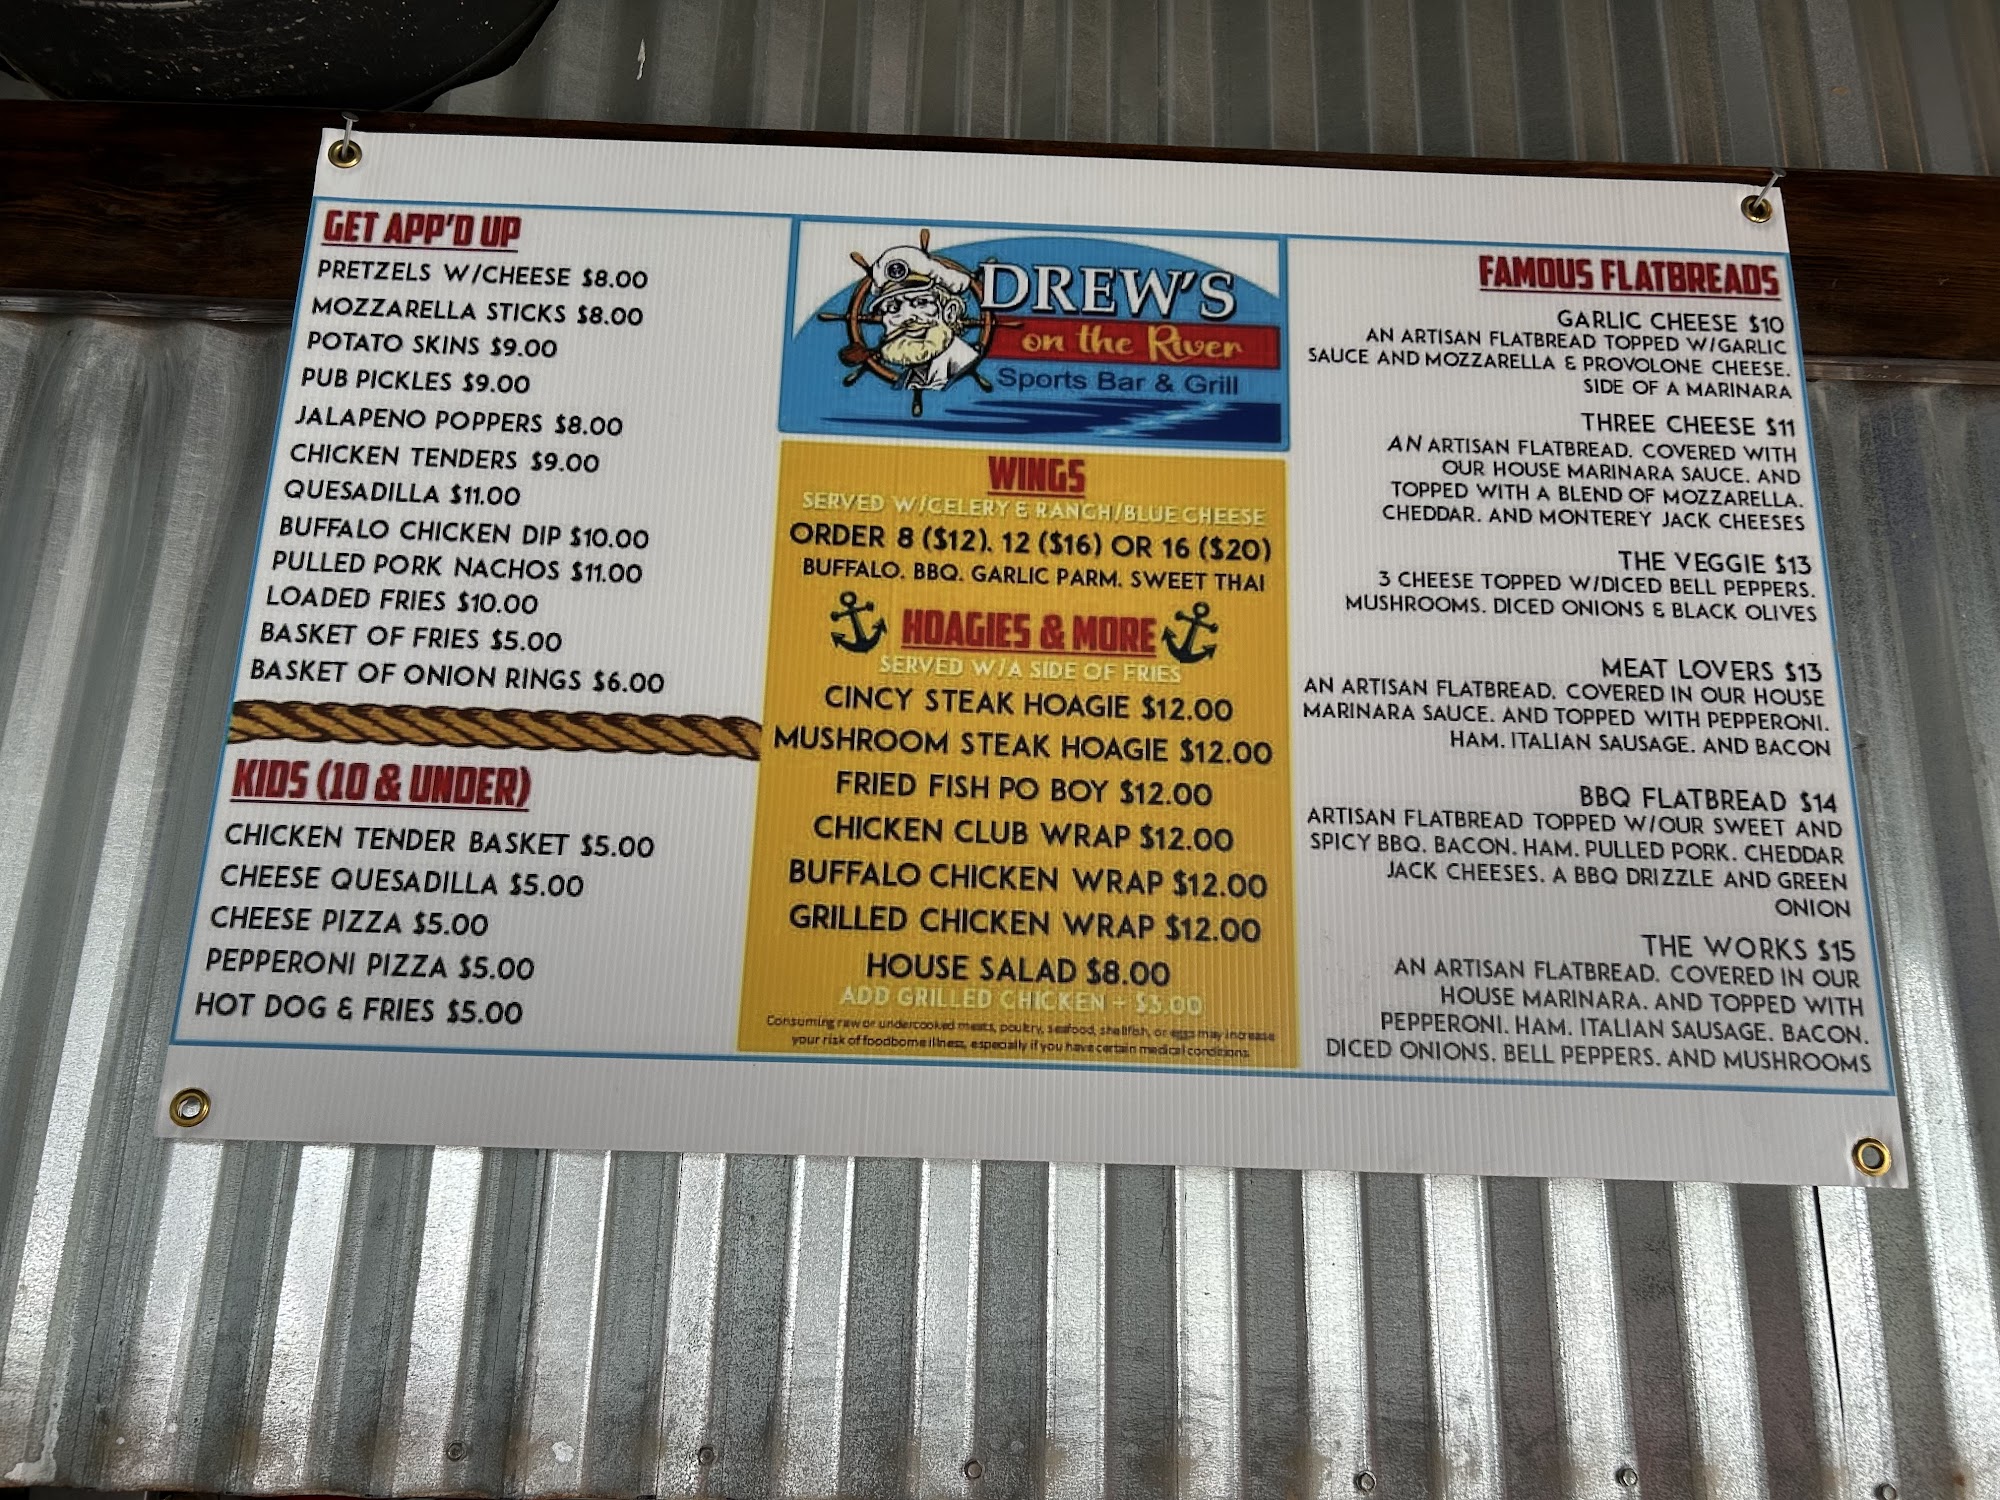 GET APP'D UP
PRETZELS W/CHEESE $8.00
MOZZARELLA STICKS $8.00
POTATO SKINS $9.00
PUB PICKLES $9.00
JALAPENO POPPERS $8.00
CHICKEN TENDERS $9.00
QUESADILLA $11.00
BUFFALO CHICKEN DIP $10.00
PULLED PORK NACHOS $11.00
LOADED FRIES $10.00
BASKET OF FRIES $5.00
BASKET OF ONION RINGS $6.00
KIDS (10 & UNDER)
CHICKEN TENDER BASKET $5.00
CHEESE QUESADILLA $5.00
CHEESE PIZZA $5.00
PEPPERONI PIZZA $5.00
HOT DOG & FRIES $5.00
DREW'S
on the River
Sports Bar & Grill
WINGS
SERVED W/CELERY & RANCH/BLUE CHEESE
ORDER 8 ($12), 12 ($16) OR 16 ($20)
BUFFALO, BBQ, GARLIC PARM, SWEET THAI
HOAGIES & MORE
SERVED W/A SIDE OF FRIES
CINCY STEAK HOAGIE $12.00
MUSHROOM STEAK HOAGIE $12.00
FRIED FISH PO BOY $12.00
CHICKEN CLUB WRAP $12.00
BUFFALO CHICKEN WRAP $12.00
GRILLED CHICKEN WRAP $12.00
HOUSE SALAD $8.00
ADD GRILLED CHICKEN + $3.00
Consuming raw or undercooked meats, poultry, seafood, shellfish, or eggs may increase
your risk of foodborne illness, especially if you have certain medical conditions
FAMOUS FLATBREADS
GARLIC CHEESE $10
AN ARTISAN FLATBREAD TOPPED W/GARLIC
SAUCE AND MOZZARELLA & PROVOLONE CHEESE.
SIDE OF A MARINARA
THREE CHEESE $11
AN ARTISAN FLATBREAD, COVERED WITH
OUR HOUSE MARINARA SAUCE, AND
TOPPED WITH A BLEND OF MOZZARELLA,
CHEDDAR, AND MONTEREY JACK CHEESES
THE VEGGIE $13
3 CHEESE TOPPED W/DICED BELL PEPPERS,
MUSHROOMS, DICED ONIONS & BLACK OLIVES
MEAT LOVERS $13
AN ARTISAN FLATBREAD, COVERED IN OUR HOUSE
MARINARA SAUCE, AND TOPPED WITH PEPPERONI,
HAM, ITALIAN SAUSAGE, AND BACON
BBQ FLATBREAD $14
ARTISAN FLATBREAD TOPPED W/OUR SWEET AND
SPICY BBQ, BACON, HAM, PULLED PORK, CHEDDAR
JACK CHEESES, A BBQ DRIZZLE AND GREEN
ONION
THE WORKS $15
AN ARTISAN FLATBREAD, COVERED IN OUR
HOUSE MARINARA, AND TOPPED WITH
PEPPERONI, HAM, ITALIAN SAUSAGE, BACON,
DICED ONIONS, BELL PEPPERS, AND MUSHROOMS